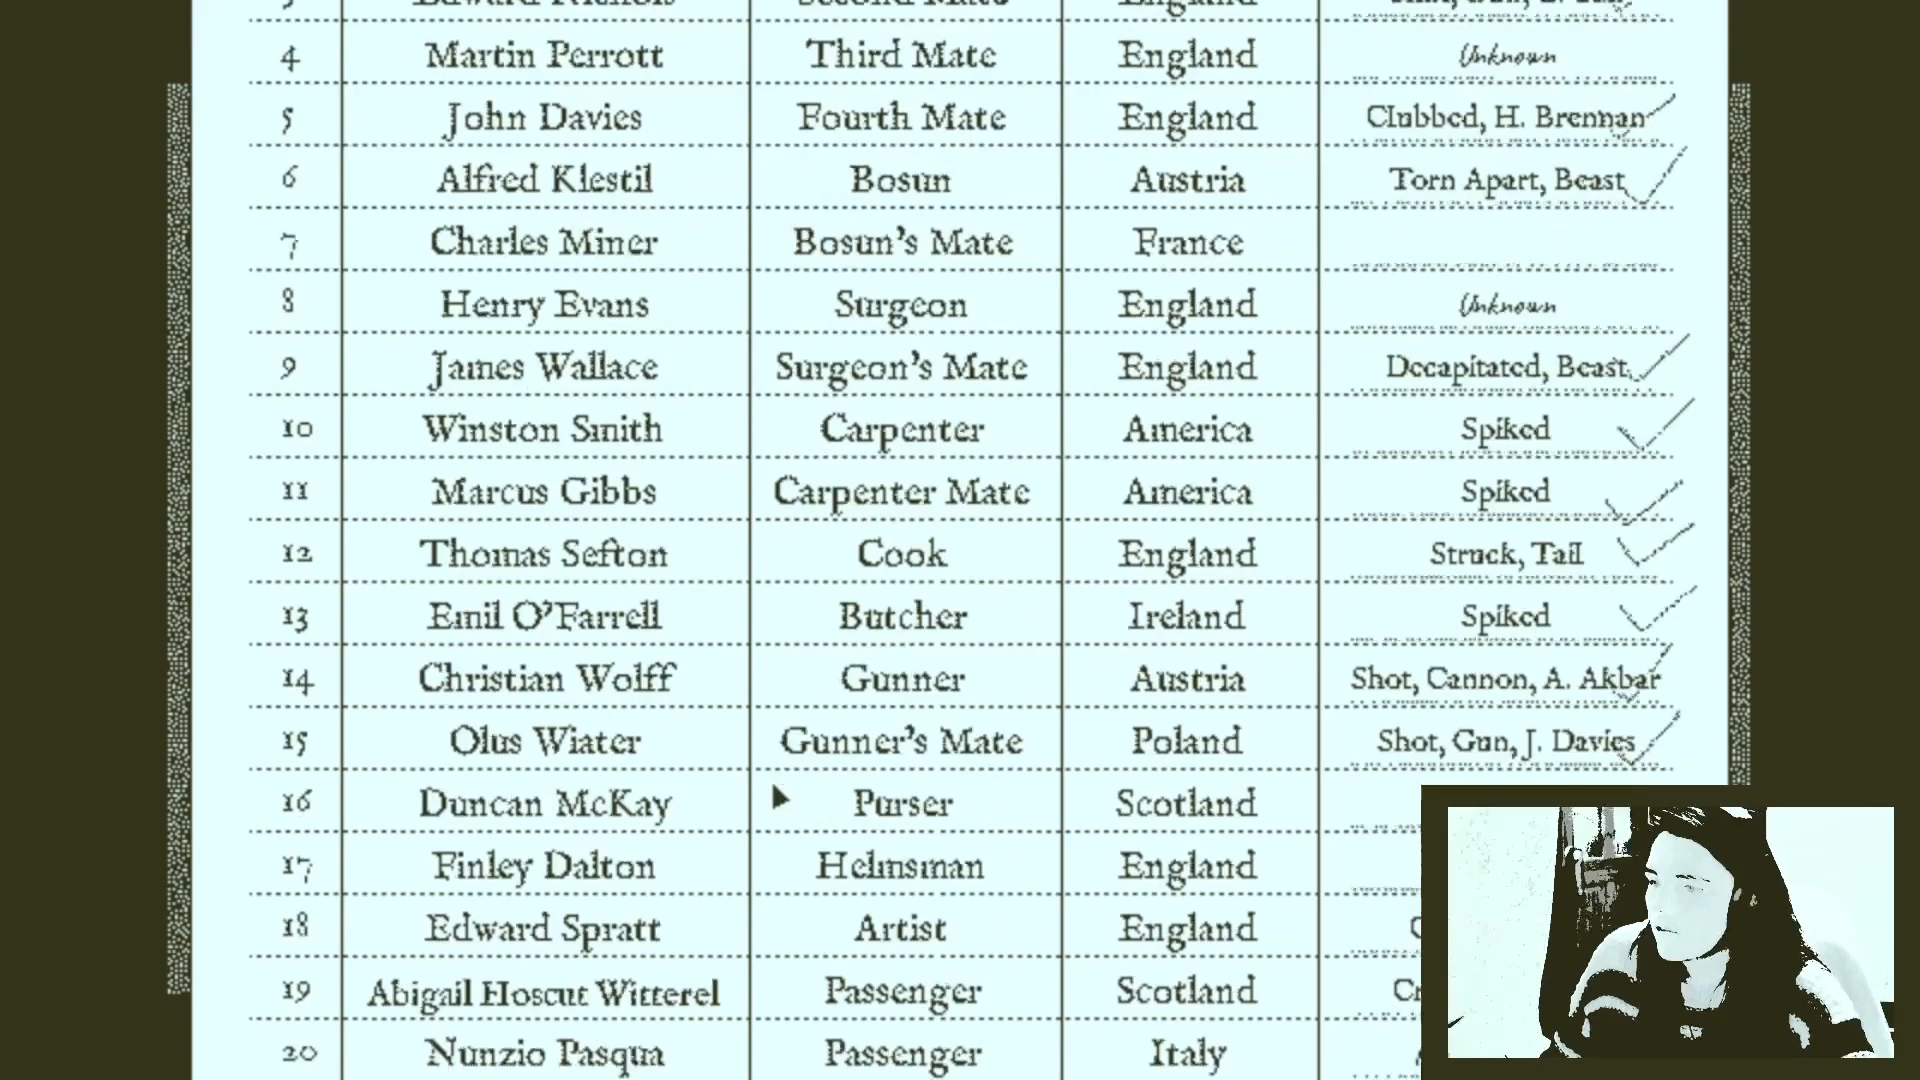 4 Martin Perrott Third Mate England Unknown
5 John Davies Fourth Mate England Clubbed, H. Brennan
6 Alfred Klestil Bosun Austria Torn Apart, Beast
7 Charles Miner Bosun's Mate France
8 Henry Evans Surgeon England Unknown
9 James Wallace Surgeon's Mate England Decapitated, Beast
10 Winston Smith Carpenter America Spiked
11 Marcus Gibbs Carpenter Mate America Spiked
12 Thomas Sefton Cook England Struck, Tail
13 Emil O'Farrell Butcher Ireland Spiked
14 Christian Wolff Gunner Austria Shot, Cannon, A. Akbar
15 Olus Wiater Gunner's Mate Poland Shot, Gun, J. Davies
16 Duncan McKay Purser Scotland
17 Finley Dalton Helmsman England
18 Edward Spratt Artist England
19 Abigail Hoscut Witterel Passenger Scotland
20 Nunzio Pasqua Passenger Italy